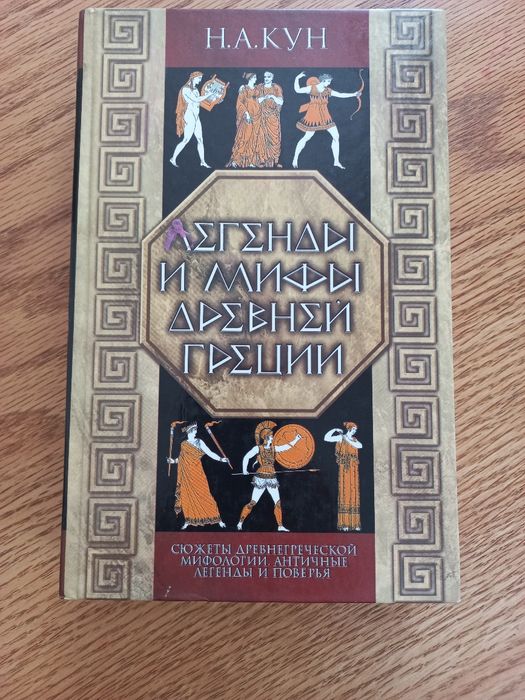 Н.А.КУН
ЛЕГЕНДЫ
И МИФЫ
ДРЕВНЕЙ
ГРЕЦИИ
СЮЖЕТЫ ДРЕВНЕГРЕЧЕСКОЙ
МИФОЛОГИИ, АНТИЧНЫЕ
ЛЕГЕНДЫ И ПОВЕРЬЯ